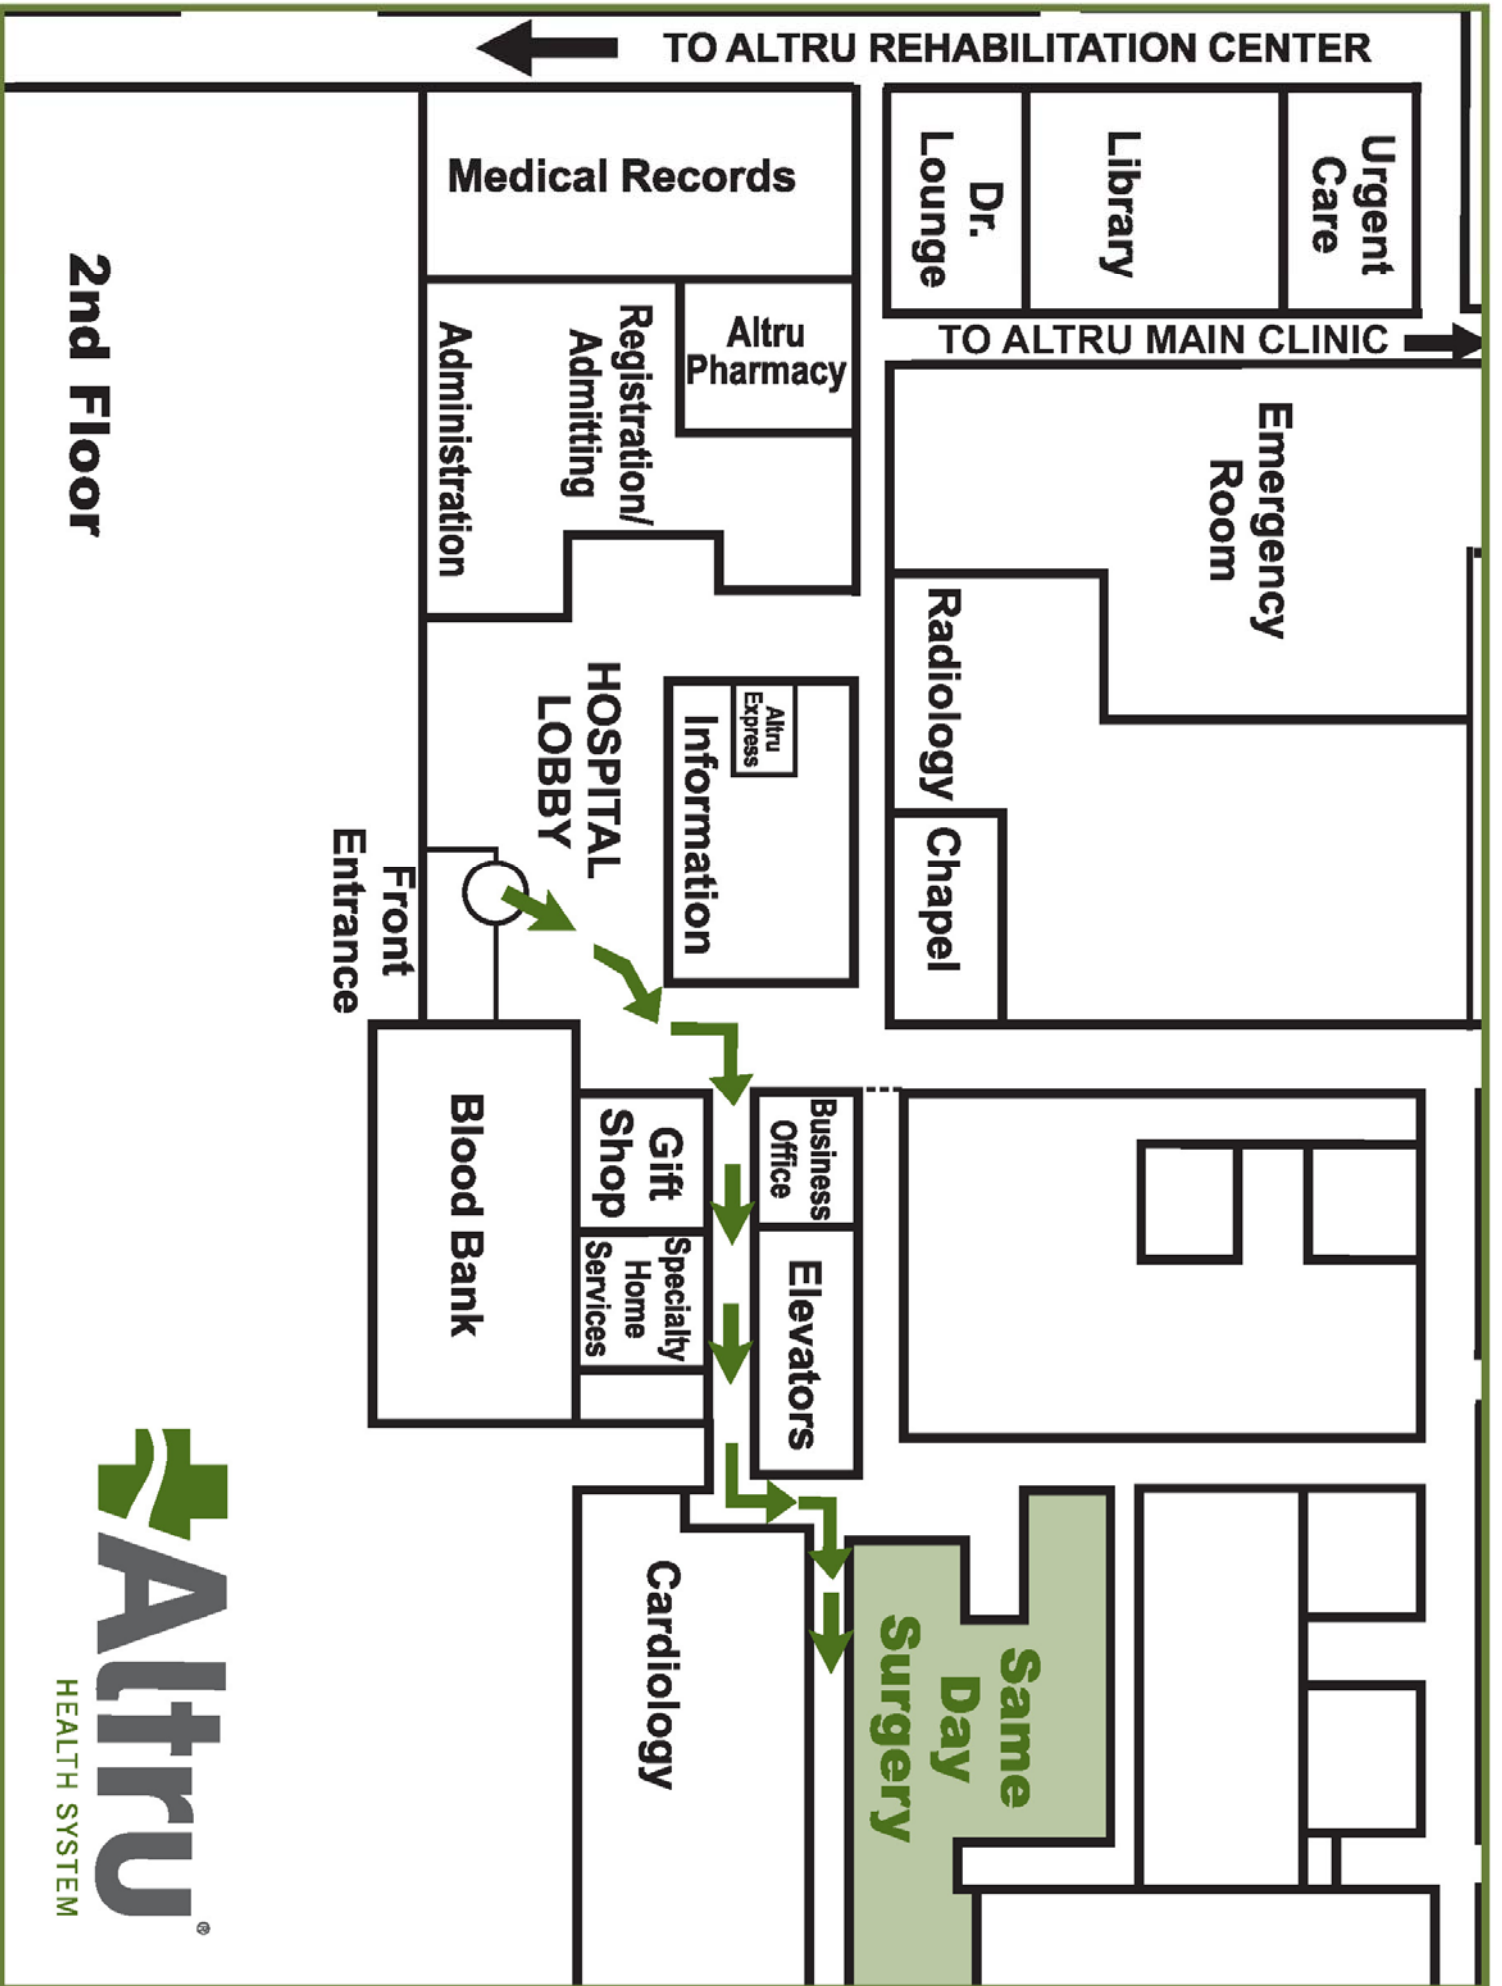 TO ALTRU REHABILITATION CENTER
Medical Records
Dr.
Lounge
Library
Urgent
Care
TO ALTRU MAIN CLINIC
Altru
Pharmacy
Registration/
Admitting
Administration
Emergency
Room
Radiology
Chapel
HOSPITAL
LOBBY
Altru
Express
Information
Front
Entrance
2nd Floor
Blood Bank
Gift
Shop
Specialty
Home
Services
Business
Office
Elevators
Cardiology
Same
Day
Surgery
Altru®
HEALTH SYSTEM